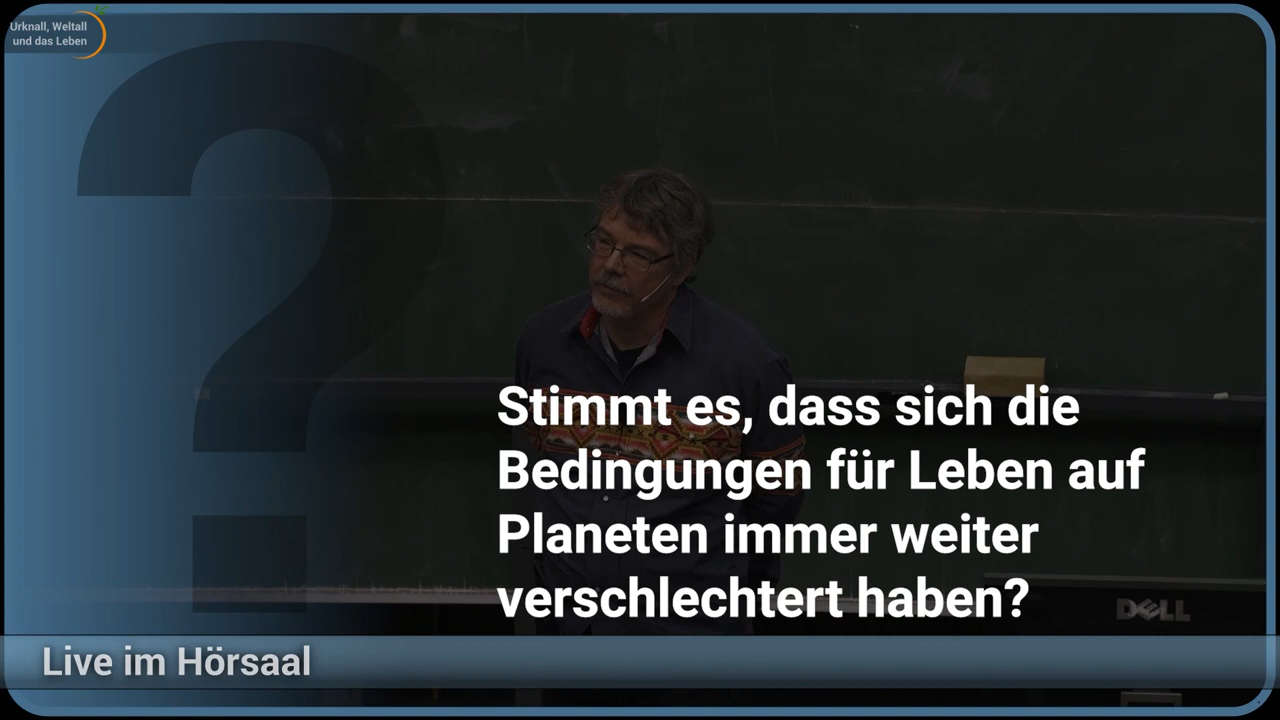 Urknall, Weltall
und das Leben
Stimmt es, dass sich die
Bedingungen für Leben auf
Planeten immer weiter
verschlechtert haben?
DELL
Live im Hörsaal